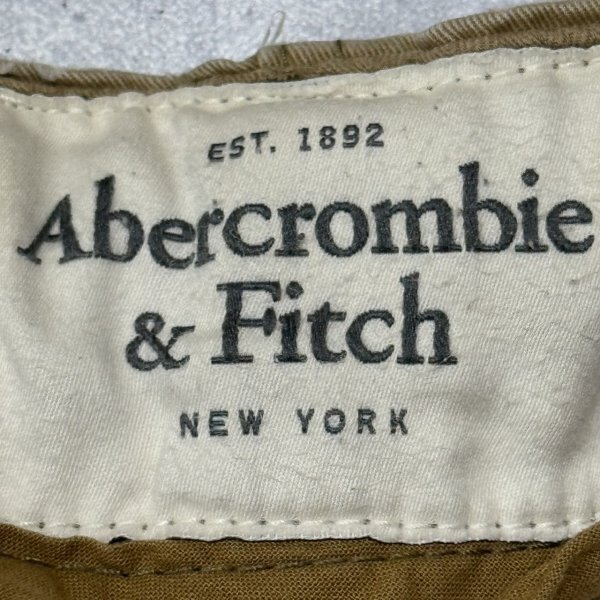 EST. 1892
Abercrombie
& Fitch
NEW YORK